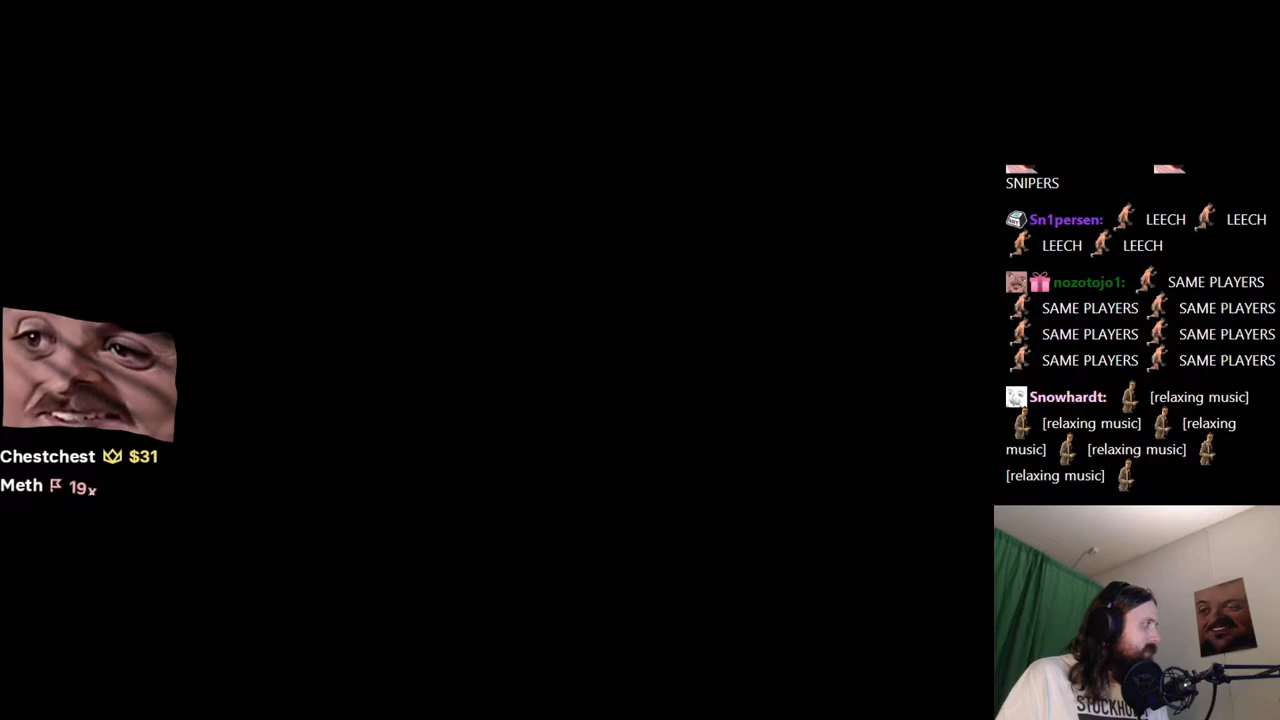 SNIPERS
Sn1persen: LEECH LEECH
LEECH LEECH
nozotojo1: SAME PLAYERS
SAME PLAYERS SAME PLAYERS
SAME PLAYERS SAME PLAYERS
SAME PLAYERS SAME PLAYERS
Snowhardt: [relaxing music]
[relaxing music] [relaxing
music] [relaxing music]
[relaxing music]
Chestchest $31
Meth 19x